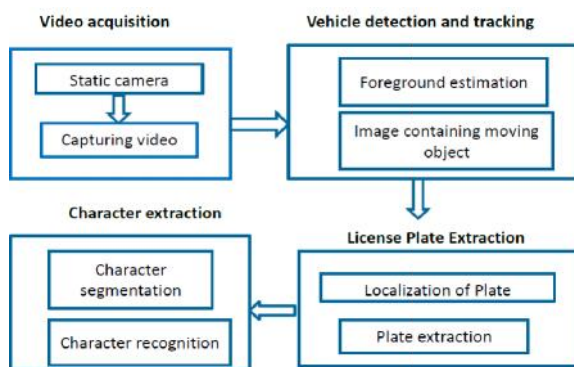 Video acquisition
Static camera
Capturing video
Vehicle detection and tracking
Foreground estimation
Image containing moving
object
License Plate Extraction
Localization of Plate
Plate extraction
Character extraction
Character
segmentation
Character recognition